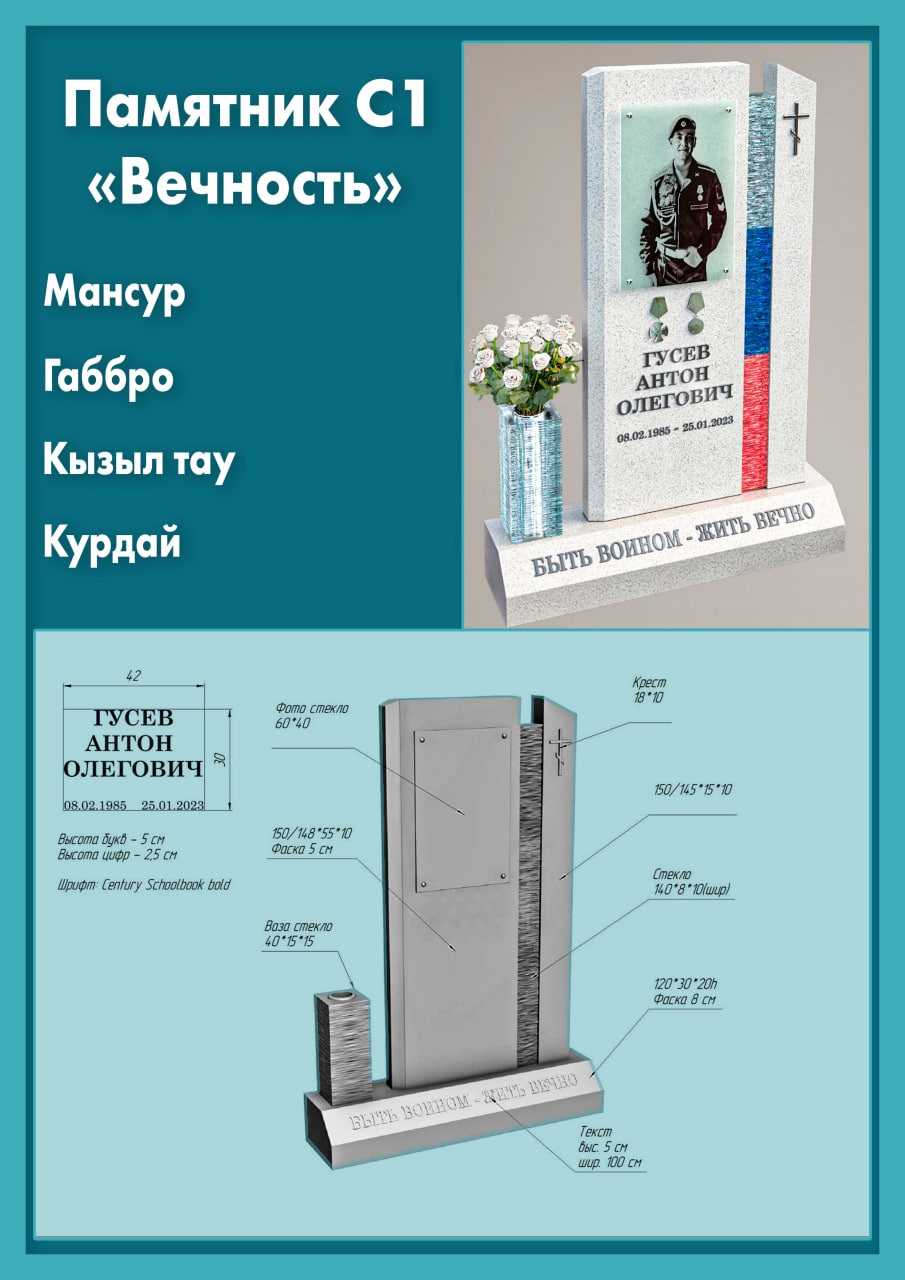 Памятник С1
«Вечность»
Мансур
Габбро
Кызыл тау
Курдай
ГУСЕВ
АНТОН
ОЛЕГОВИЧ
08.02.1985 - 25.01.2023
БЫТЬ ВОИНОМ - ЖИТЬ ВЕЧНО
42
ГУСЕВ
АНТОН
ОЛЕГОВИЧ
30
08.02.1985 25.01.2023
Высота букв - 5 см
Высота цифр - 2,5 см
Шрифт: Century Schoolbook bold
Фото стекло
60*40
150/148*55*10
Фаска 5 см
Ваза стекло
40*15*15
Крест
18*10
150/145*15*10
Стекло
140*8*10(шир)
120*30*20h
Фаска 8 см
БЫТЬ ВОИНОМ - ЖИТЬ ВЕЧНО
Текст
выс. 5 см
шир. 100 см